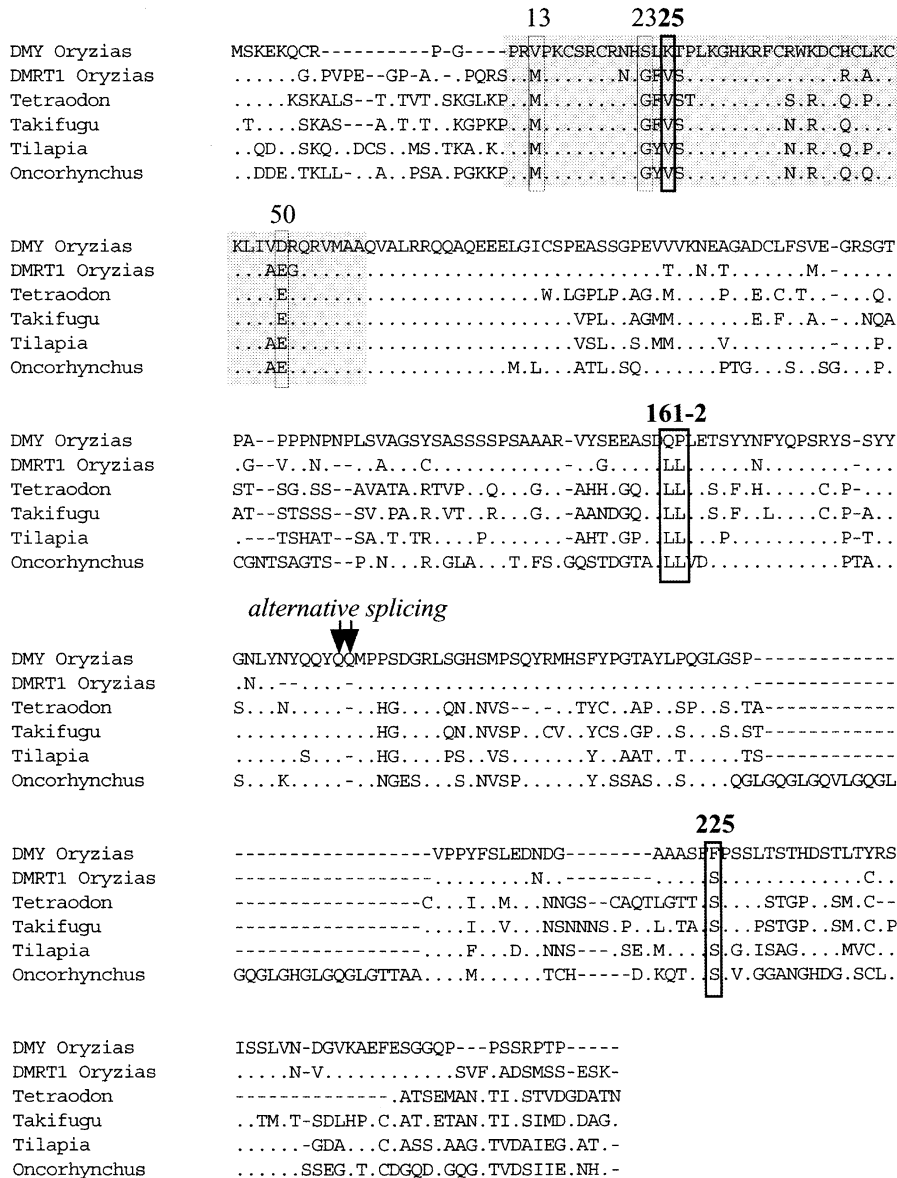 13 23 25
DMY Oryzias MSKEKQCR----------P-G----PRVPKCSRCRNHSLKTPLKGHKRFCRWKDCHCLKC
DMRT1 Oryzias .....G.PVPE--GP-A.-PQRS..M........N.GFVS.............R.A...
Tetraodon .....KSKALS--T.TVT.SKGLKP..M..........GFVST........S.R..Q.P..
Takifugu .T...SKAS---A.T.T..KGPKP..M..........GFVS.........N.R..Q....
Tilapia ..QD..SKQ..DCS..MS.TKA.K...M..........GYVS.........N.R..Q.P..
Oncorhynchus ..DDE.TKLL-..A..PSA.PGKKP..M..........GYVS.........N.R..Q.Q..
50
DMY Oryzias KLIVDRQRVMAAQVALRRQQAQEEELGICSPEASSGPEVVVKNEAGADCLFSVE-GRSGT
DMRT1 Oryzias ...AEG.................................T..N.T.......M.-.....
Tetraodon ....E.......................W.LGPLP.AG.M....P..E.C.T..-...Q.
Takifugu ....E..........................VPL..AGMM.......E.F..A.-..NQA
Tilapia ...AE..........................VSL..S.MM....V.........-...P.
Oncorhynchus ...AE....................M.L...ATL.SQ.......PTG...S..SG...P.
161-2
DMY Oryzias PA--PPPNPNPLSVAGSYSASSSSPSAAAR-VYSEEASDQPLETSYYNFYQPSRYS-SYY
DMRT1 Oryzias .G--V..N.....A...C............-..G.....LL.......N........-...
Tetraodon ST--SG.SS--AVATA.RTVP..Q...G..-AHH.GQ..LL..S.F.H.....C.P-...
Takifugu AT--STSSS--SV.PA.R.VT..R...G..-AANDGQ..LL..S.F..L....C.P-A..
Tilapia .---TSHAT--SA.T.TR.....P......-AHT.GP..LL...P........P-T..
Oncorhynchus CGNTSAGTS--P.N...R.GLA..T.FS.GQSTDGTA.LLVD............PTA..
alternative splicing
DMY Oryzias GNLYNYQQYQQMPPSDGRLSGHSMPSQYRMHSFYPGTAYLPQGLGSP-------------
DMRT1 Oryzias .N..--..-....................................-------------
Tetraodon S...N.....-..HG....QN.NVS--.-.TYC..AP..SP..S.TA------------
Takifugu .............HG....QN.NVSP..CV..YCS.GP..S...S.ST------------
Tilapia ......S...-..HG....PS..VS.......Y..AAT..T....TS-------------
Oncorhynchus S...K.....-..NGES...S.NVSP......Y.SSAS..S....QGLGQGLGQVLGQGL
225
DMY Oryzias ------------------VPPYFSLEDNDG--------AAASFFPSSLTSTHDSTLTYRS
DMRT1 Oryzias ------------------.........N.--------.....S.............C..
Tetraodon -----------------C...I..M..NNGS--CAQTLGTT.S....STGP..SM.C--
Takifugu ------------------...I..V..NSNNNS.P..L.TA.S...PSTGP..SM.C.P
Tilapia ------------------...F...D.NNS---SE.M.....S.G.ISAG....MVC..
Oncorhynchus GQGLGHGLGQGLGTTAA....M......TCH-----D.KQT..S.V.GGANGHDG.SCL.
DMY Oryzias ISSLVN-DGVKAEFESGGQP---PSSRPTP-----
DMRT1 Oryzias .....N-V............SVF.ADSMSS-ESK-
Tetraodon --------------.ATSEMAN.TI.STVDGDATN
Takifugu ..TM.T-SDLHP.C.AT.ETAN.TI.SIMD.DAG.
Tilapia ......-GDA...C.ASS.AAG.TVDAIEG.AT.-
Oncorhynchus ......SSEG.T.CDGQD.GQG.TVDSIIE.NH.-